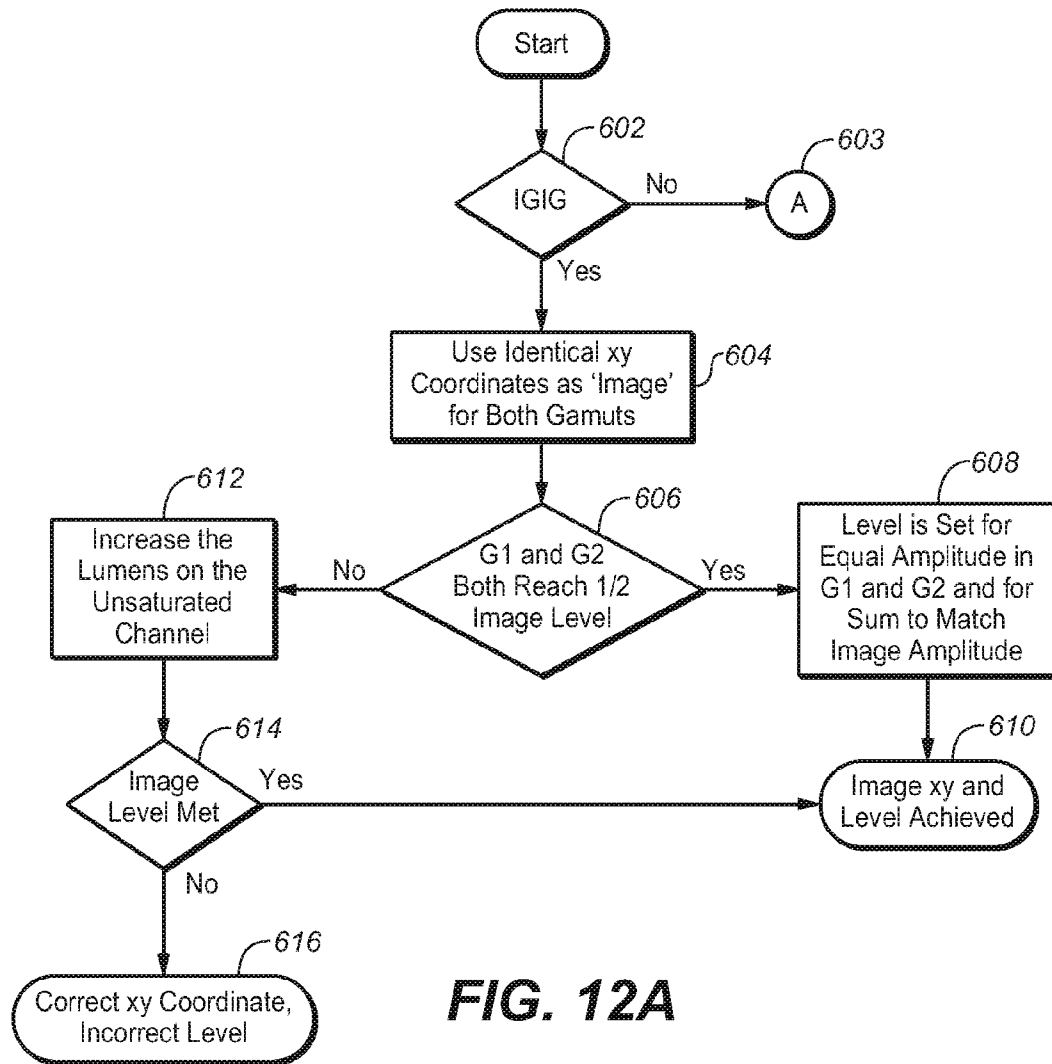 Start
602
603
IGIG
No
A
Yes
Use Identical xy
Coordinates as ‘Image’
for Both Gamuts
604
612
606
608
Increase the
Lumens on the
Unsaturated
Channel
No
G1 and G2
Both Reach 1/2
Image Level
Yes
Level is Set for
Equal Amplitude in
G1 and G2 and for
Sum to Match
Image Amplitude
614
610
Image
Level Met
Yes
Image xy and
Level Achieved
No
616
Correct xy Coordinate,
Incorrect Level
FIG. 12A